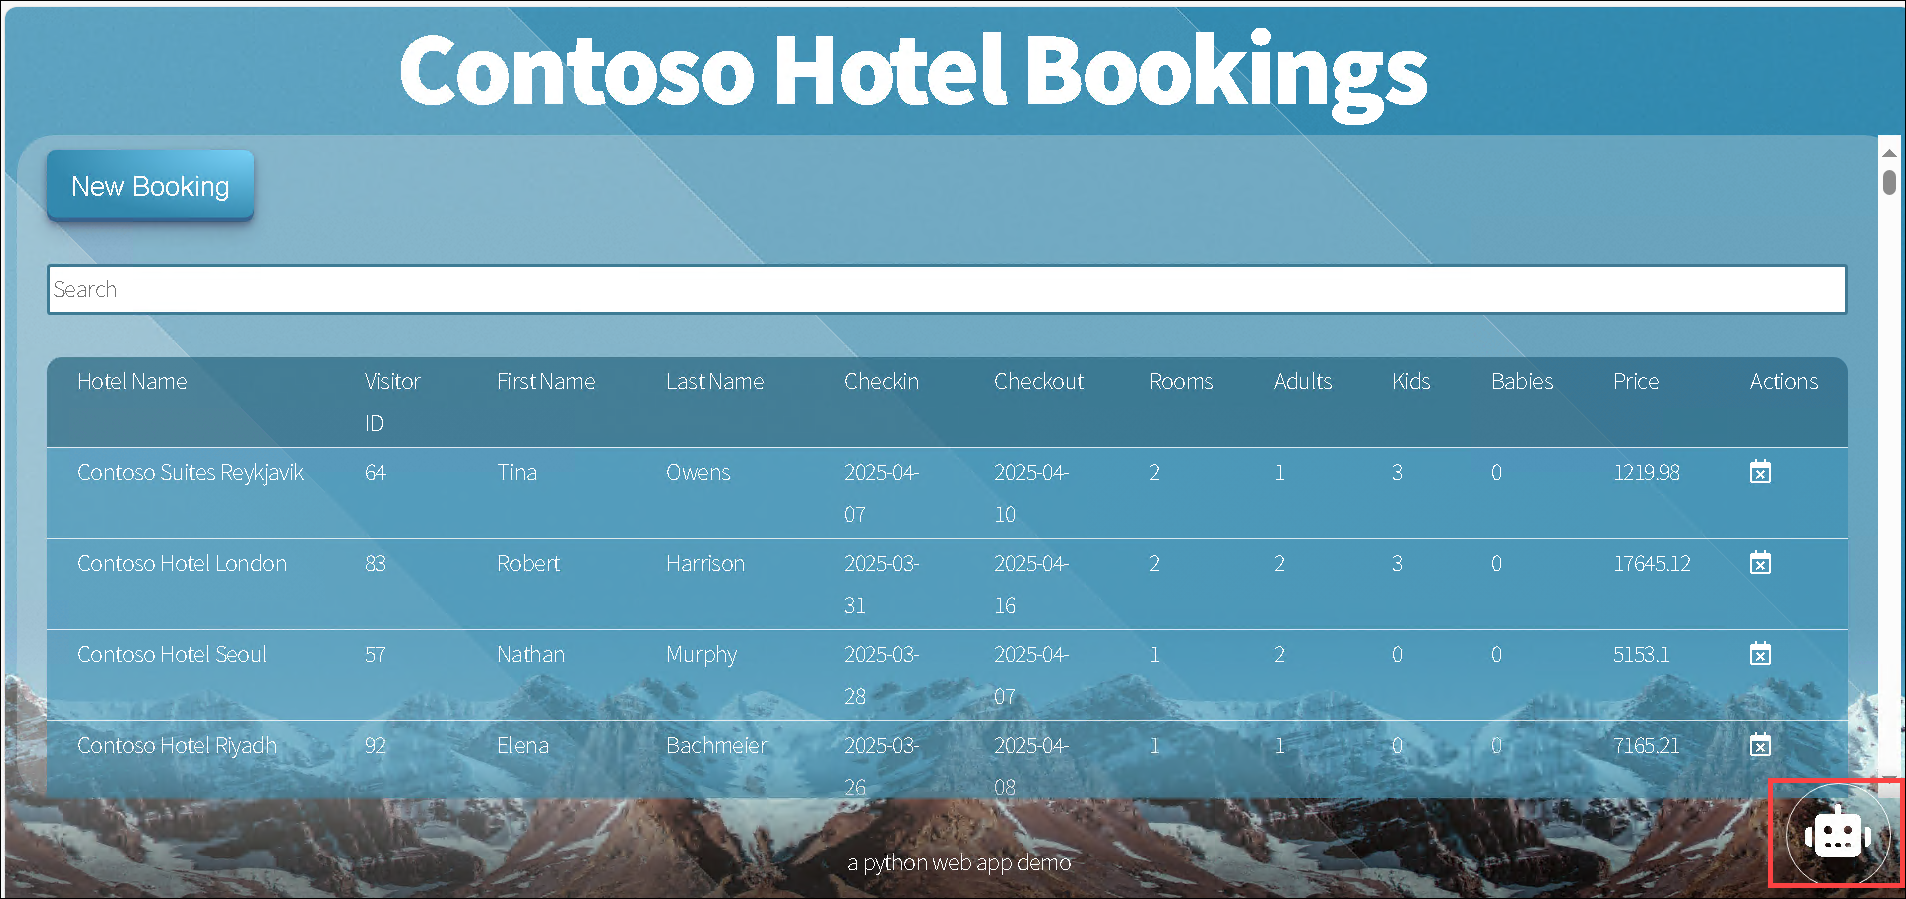 Contoso Hotel Bookings
New Booking
Search
Hotel Name Visitor ID First Name Last Name Checkin Checkout Rooms Adults Kids Babies Price Actions
Contoso Suites Reykjavik 64 Tina Owens 2025-04-07 2025-04-10 2 1 3 0 1219.98
Contoso Hotel London 83 Robert Harrison 2025-03-31 2025-04-16 2 2 3 0 17645.12
Contoso Hotel Seoul 57 Nathan Murphy 2025-03-28 2025-04-07 1 2 0 0 5153.1
Contoso Hotel Riyadh 92 Elena Bachmeier 2025-03-26 2025-04-08 1 1 0 0 7165.21
a python web app demo